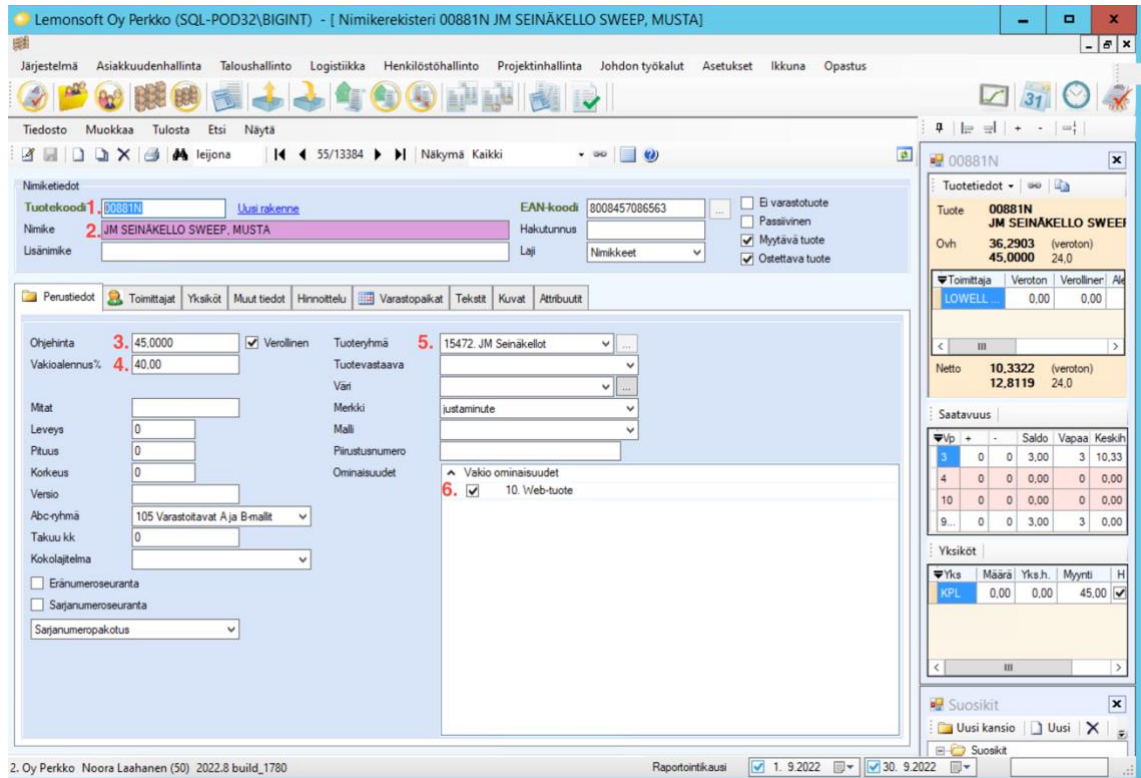 Lemonsoft Oy Perkko (SQL-POD32\BIGINT) - [ Nimikerekisteri 00881N JM SEINÄKELLO SWEEP, MUSTA]
Järjestelmä Asiakkuudenhallinta Taloushallinto Logistiikka Henkilöstöhallinto Projektinhallinta Johdon työkalut Asetukset Ikkuna Opastus
31
Tiedosto Muokkaa Tulosta Etsi Näytä
leijona 55/13384 Näkymä Kaikki
Nimiketiedot
Tuotekoodi 1. 00881N Uusi rakenne EAN-koodi 8008457086563 ... Ei varastotuote
Nimike 2. JM SEINÄKELLO SWEEP, MUSTA Hakutunnus Passiivinen
Lisänimike Laji Nimikkeet Myytävä tuote
Ostettava tuote
Perustiedot Toimittajat Yksiköt Muut tiedot Hinnoittelu Varastopaikat Tekstit Kuvat Attribuutit
Ohjehinta 3. 45,0000 Verollinen Tuoteryhmä 5. 15472. JM Seinäkellot ...
Vakioalennus% 4. 40,00 Tuotevastaava
Väri ...
Mitat Merkki justaminute
Leveys 0 Malli
Pituus 0 Piirustusnumero
Korkeus 0 Ominaisuudet Vakio ominaisuudet
6. 10. Web-tuote
Versio
Abc-ryhmä 105 Varastoitavat A ja B-mallit
Takuu kk 0
Kokolajitelma
Eränumeroseuranta
Sarjanumeroseuranta
Sarjanumeropakotus
00881N
Tuotetiedot
Tuote 00881N
JM SEINÄKELLO SWEEP
Ovh 36,2903 (veroton)
45,0000 24,0
Toimittaja Veroton Verollinen Ale
LOWELL ... 0,00 0,00
Netto 10,3322 (veroton)
12,8119 24,0
Saatavuus
Vp + - Saldo Vapaa Keskih
3 0 0 3,00 3 10,33
4 0 0 0,00 0 0,00
10 0 0 0,00 0 0,00
9... 0 0 3,00 3 0,00
Yksiköt
Yks Määrä Yks.h. Myynti H
KPL 0,00 0,00 45,00
Suosikit
Uusi kansio Uusi
Suosikit
2. Oy Perkko Noora Laahanen (50) 2022.8 build_1780 Raportointikausi 1. 9.2022 30. 9.2022